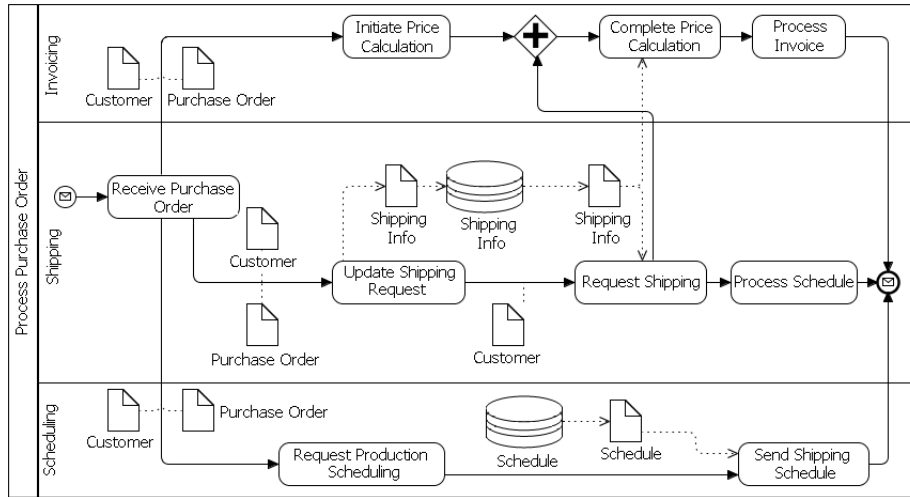 Process Purchase Order
Invoicing
Initiate Price
Calculation
Complete Price
Calculation
Process
Invoice
Customer
Purchase Order
Shipping
Receive Purchase
Order
Shipping
Info
Shipping
Info
Shipping
Info
Customer
Update Shipping
Request
Request Shipping
Process Schedule
Purchase Order
Customer
Scheduling
Customer
Purchase Order
Request Production
Scheduling
Schedule
Schedule
Send Shipping
Schedule